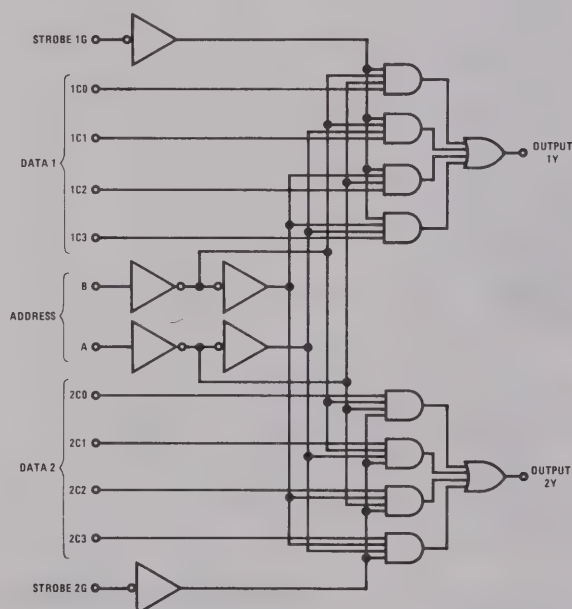 STROBE 1G
1C0
1C1
DATA 1
1C2
1C3
OUTPUT
1Y
B
ADDRESS
A
2C0
2C1
DATA 2
2C2
2C3
OUTPUT
2Y
STROBE 2G